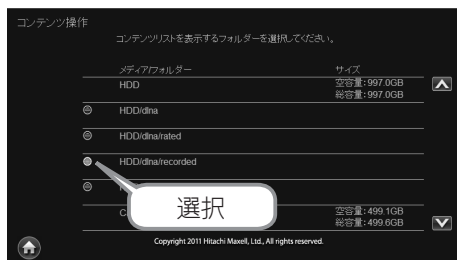 コンテンツ操作
コンテンツリストを表示するフォルダーを選択してください。
メディア/フォルダー サイズ
HDD 空容量:997.0GB
総容量:997.0GB
HDD/dlna
HDD/dlna/rated
HDD/dlna/recorded
選択
空容量:499.1GB
総容量:499.6GB
Copyright 2011 Hitachi Maxell, Ltd., All rights reserved.